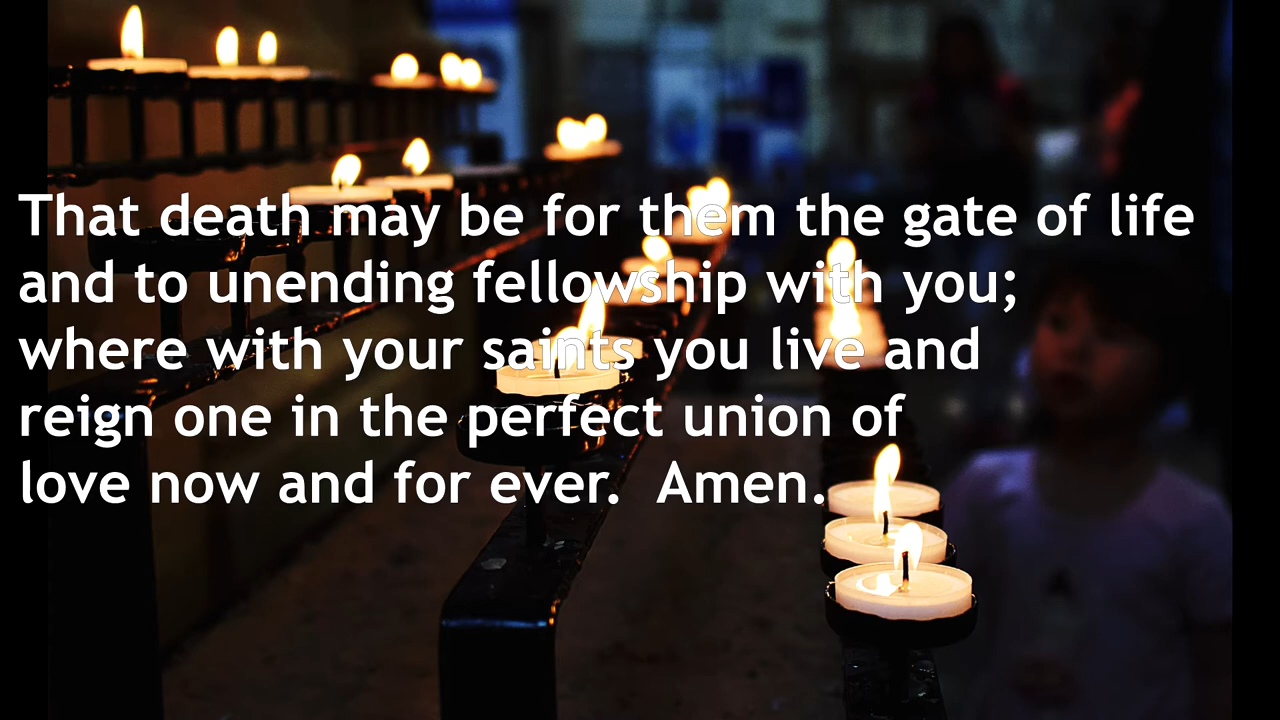 That death may be for them the gate of life
and to unending fellowship with you;
where with your saints you live and
reign one in the perfect union of
love now and for ever.  Amen.